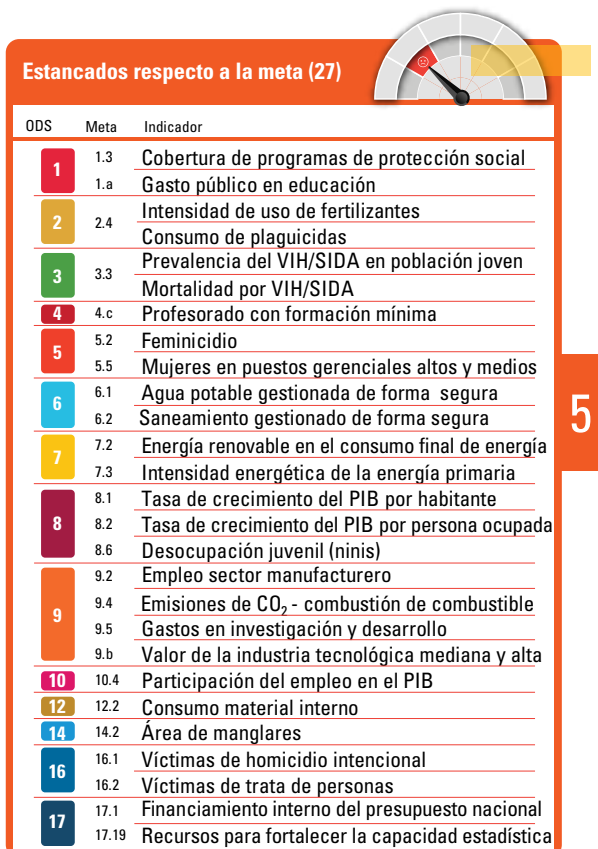 Estancados respecto a la meta (27)
ODS Meta Indicador
1 1.3 Cobertura de programas de protección social
1.a Gasto público en educación
2 2.4 Intensidad de uso de fertilizantes
Consumo de plaguicidas
3 3.3 Prevalencia del VIH/SIDA en población joven
Mortalidad por VIH/SIDA
4 4.c Profesorado con formación mínima
5 5.2 Feminicidio
5.5 Mujeres en puestos gerenciales altos y medios
6 6.1 Agua potable gestionada de forma segura
6.2 Saneamiento gestionado de forma segura
7 7.2 Energía renovable en el consumo final de energía
7.3 Intensidad energética de la energía primaria
8 8.1 Tasa de crecimiento del PIB por habitante
8.2 Tasa de crecimiento del PIB por persona ocupada
8.6 Desocupación juvenil (ninis)
9 9.2 Empleo sector manufacturero
9.4 Emisiones de CO₂ - combustión de combustible
9.5 Gastos en investigación y desarrollo
9.b Valor de la industria tecnológica mediana y alta
10 10.4 Participación del empleo en el PIB
12 12.2 Consumo material interno
14 14.2 Área de manglares
16 16.1 Víctimas de homicidio intencional
16.2 Víctimas de trata de personas
17 17.1 Financiamiento interno del presupuesto nacional
17.19 Recursos para fortalecer la capacidad estadística
5